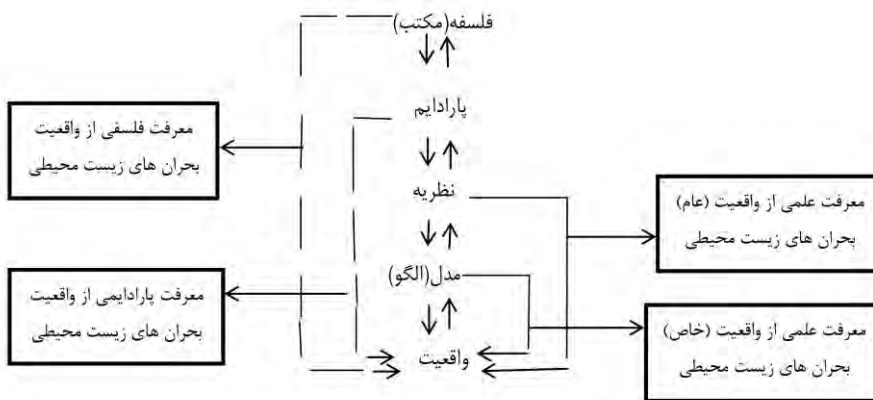 فلسفه(مکتب)
پارادایم
معرفت فلسفی از واقعیت
بحران های زیست محیطی
نظریه
معرفت علمی از واقعیت (عام)
بحران های زیست محیطی
مدل(الگو)
معرفت پارادایمی از واقعیت
بحران های زیست محیطی
معرفت علمی از واقعیت (خاص)
بحران های زیست محیطی
واقعیت